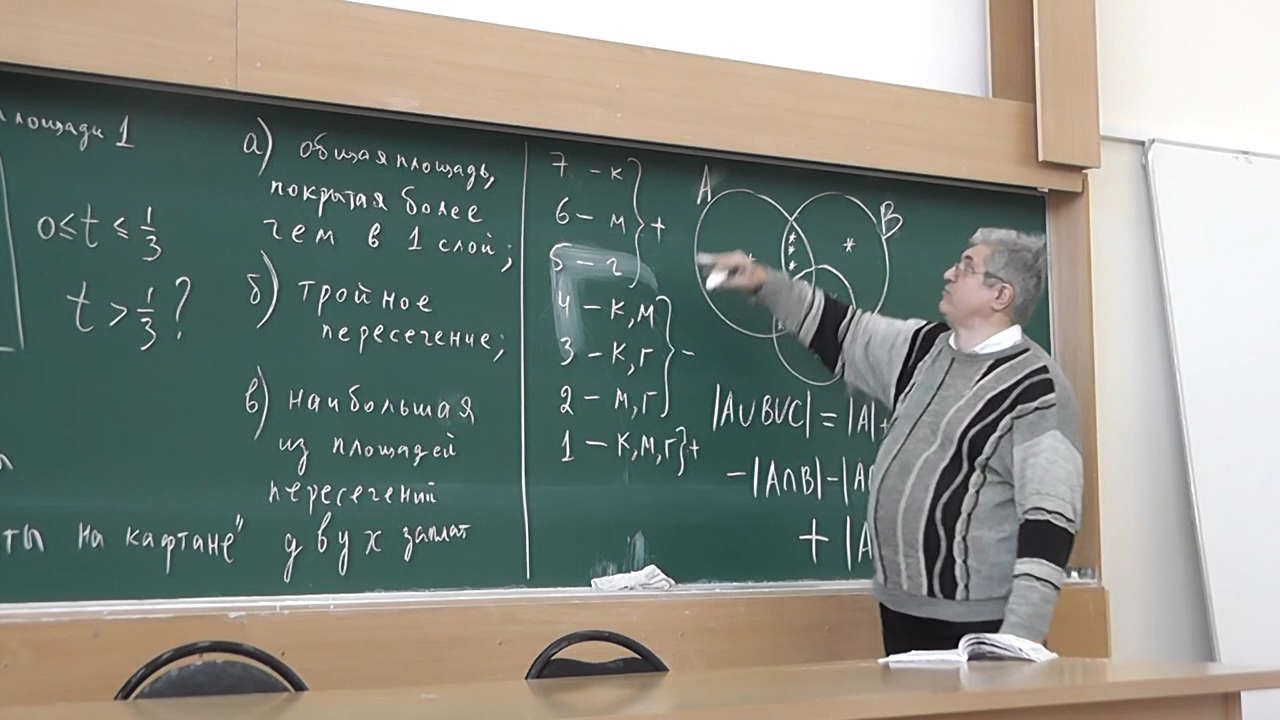 площади 1
0 ≤ t ≤ 1/3
t > 1/3 ?
ты на кафтане"
а) общая площадь,
покрытая более
чем в 1 слой;
б) тройное
пересечение;
в) наибольшая
из площадей
пересечений
двух заплат
7 - к
6 - м
5 - г
} +
4 - к, м
3 - к, г
2 - м, г
} -
1 - к, м, г } +
A
B
|A∪B∪C| = |A| +
- |A∩B| - |A
+ |A